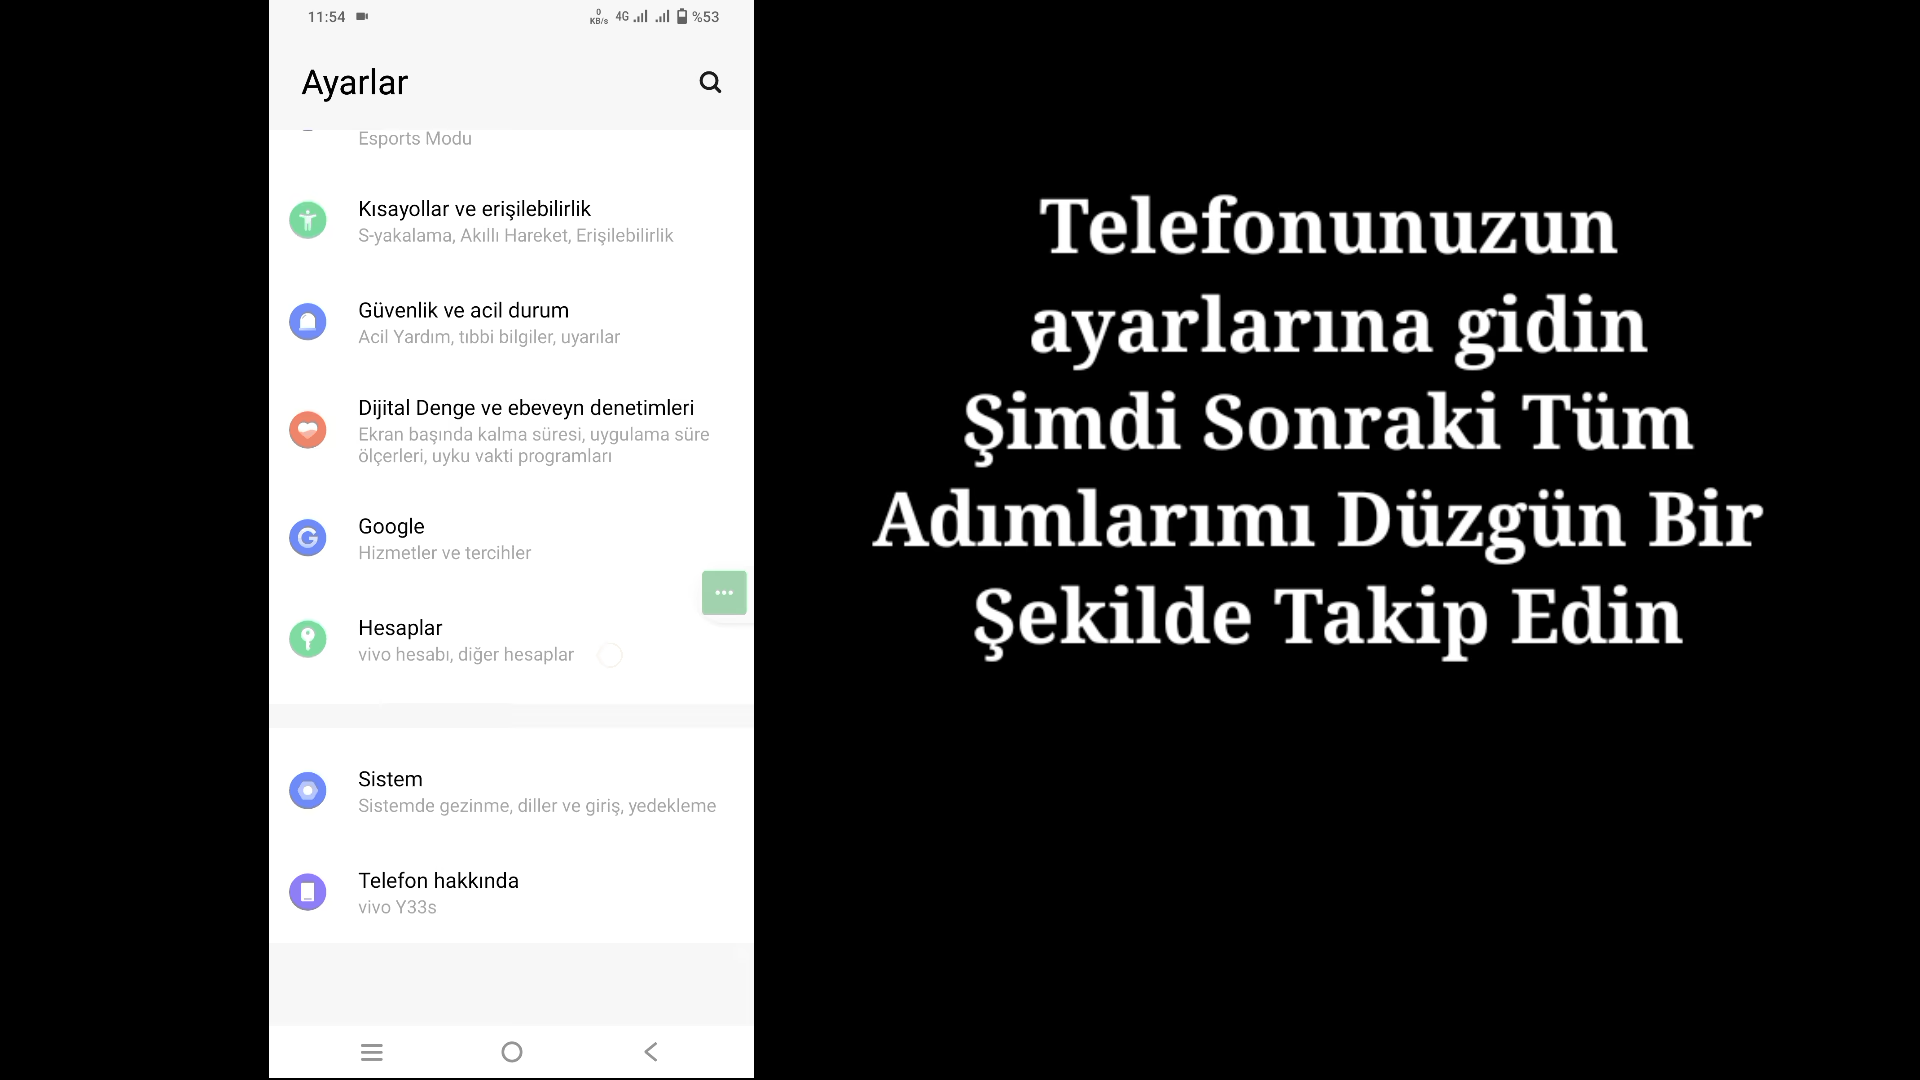 11:54
0 KB/s 4G %53
Ayarlar
Esports Modu
Kısayollar ve erişilebilirlik
S-yakalama, Akıllı Hareket, Erişilebilirlik
Güvenlik ve acil durum
Acil Yardım, tıbbi bilgiler, uyarılar
Dijital Denge ve ebeveyn denetimleri
Ekran başında kalma süresi, uygulama süre
ölçerleri, uyku vakti programları
Google
Hizmetler ve tercihler
Hesaplar
vivo hesabı, diğer hesaplar
Sistem
Sistemde gezinme, diller ve giriş, yedekleme
Telefon hakkında
vivo Y33s
Telefonunuzun
ayarlarına gidin
Şimdi Sonraki Tüm
Adımlarımı Düzgün Bir
Şekilde Takip Edin